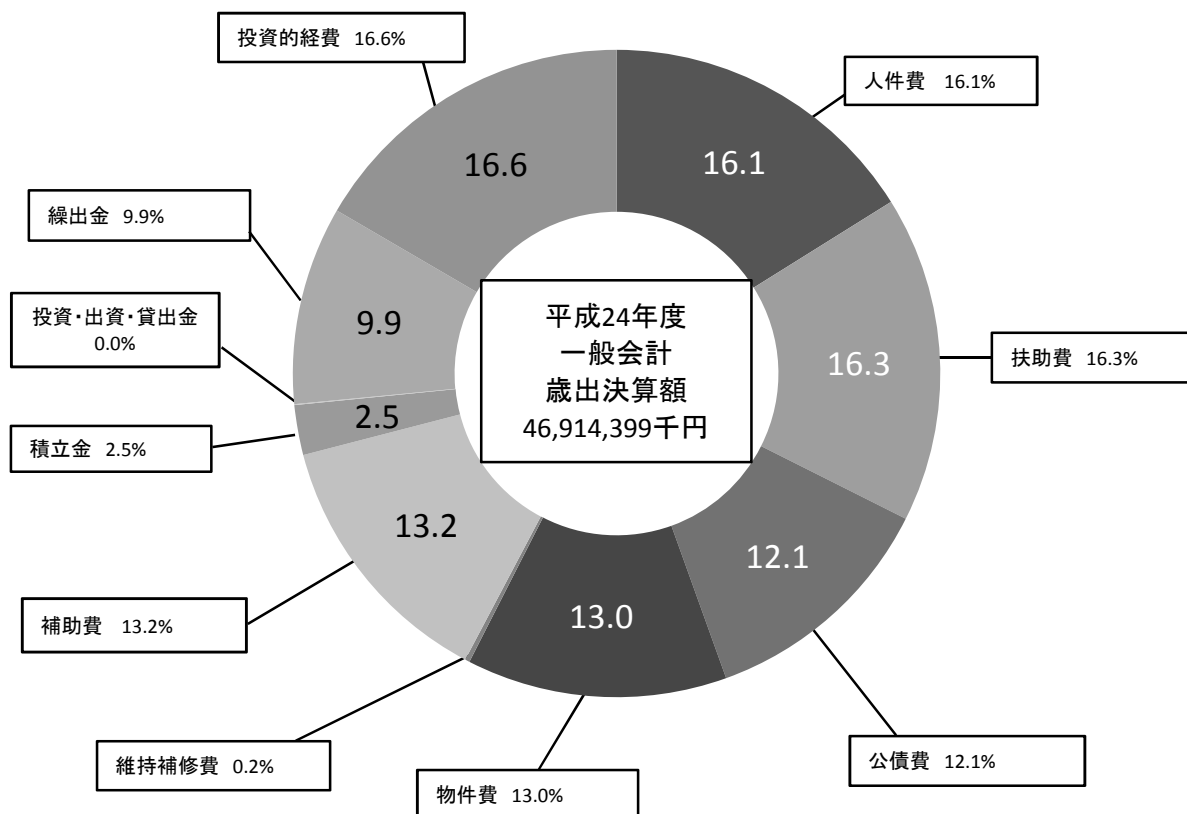 投資的経費 16.6%
人件費 16.1%
16.6
16.1
繰出金 9.9%
投資・出資・貸出金
0.0%
9.9
平成24年度
一般会計
歳出決算額
46,914,399千円
16.3
扶助費 16.3%
2.5
積立金 2.5%
13.2
12.1
13.0
補助費 13.2%
維持補修費 0.2%
物件費 13.0%
公債費 12.1%